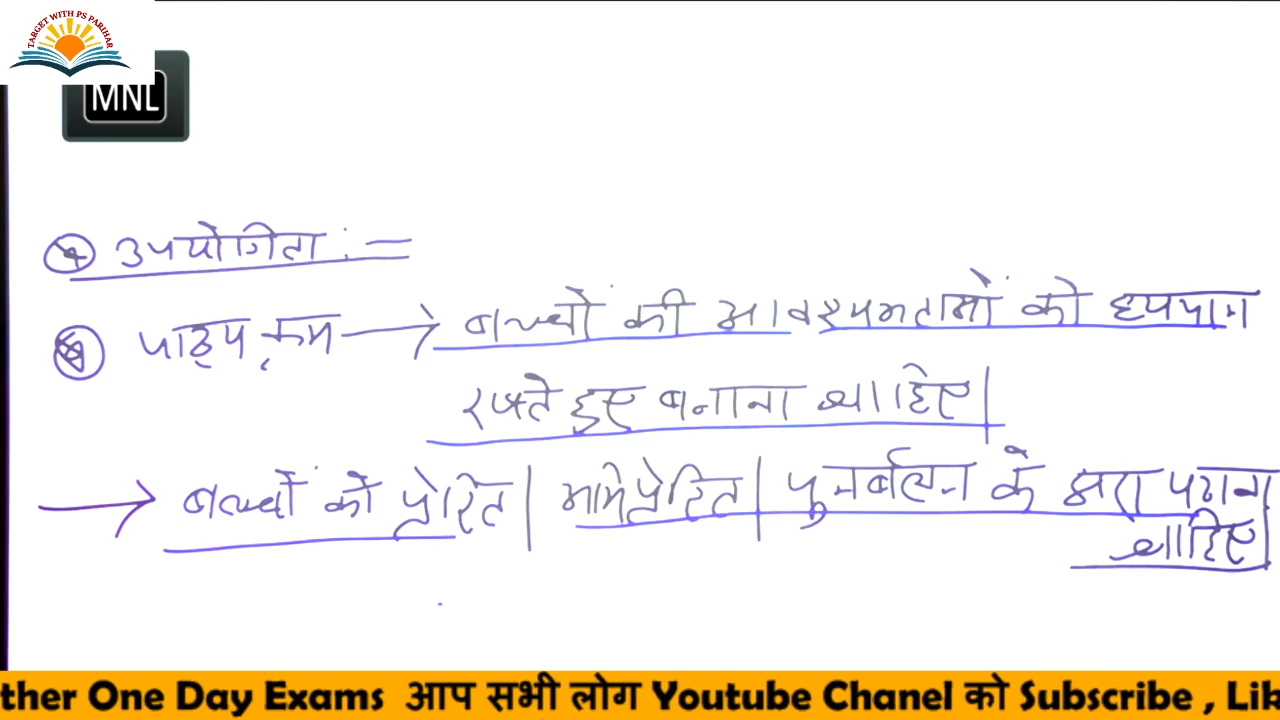 TARGET WITH PS PARIHAR
MNL
उपयोगिता :=
पाठ्यक्रम → बच्चों की आवश्यकताओं को ध्यान
रखते हुए बनाना चाहिए|
→ बच्चों को प्रेरित | अभिप्रेरित | पुनर्बलन के द्वारा पढ़ाना
चाहिए|
ther One Day Exams आप सभी लोग Youtube Chanel को Subscribe , Lik